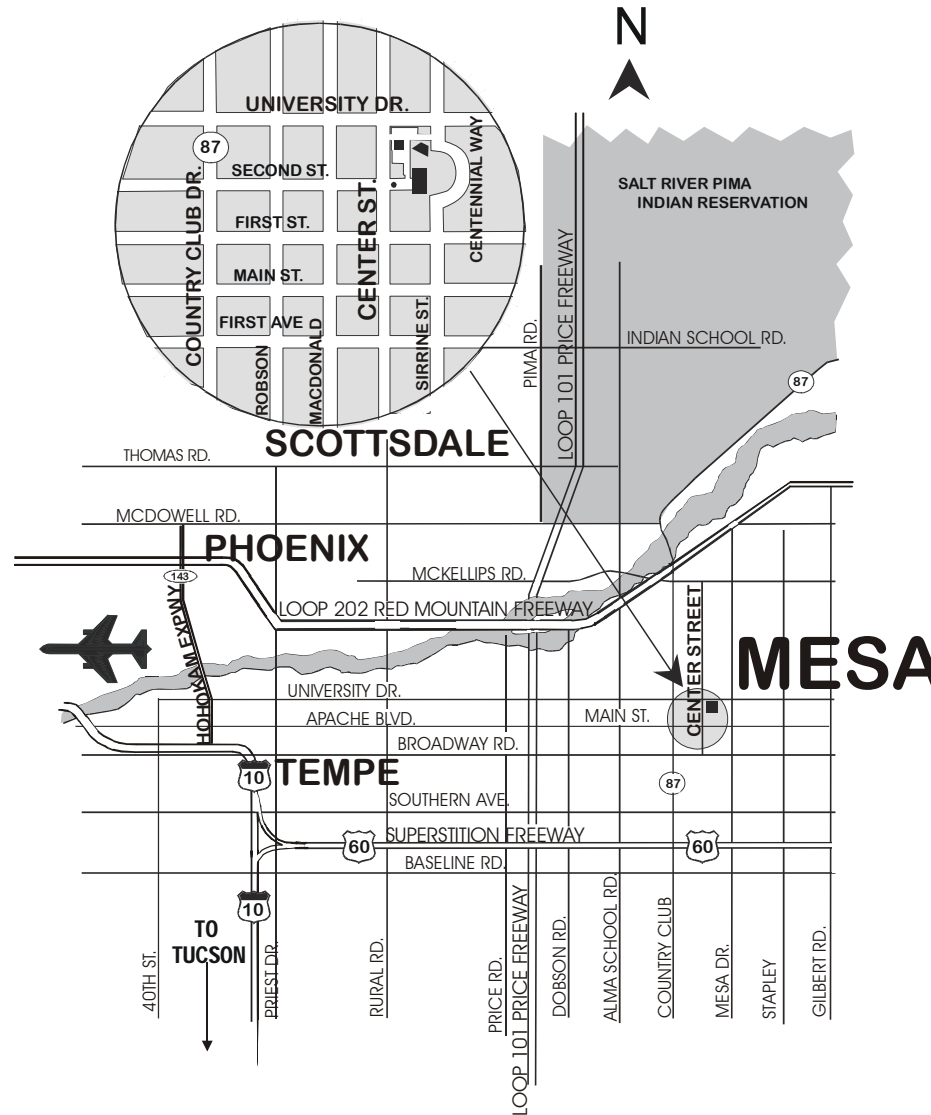 N
UNIVERSITY DR.
87
SECOND ST.
FIRST ST.
MAIN ST.
FIRST AVE
COUNTRY CLUB DR.
ROBSON
MACDONALD
CENTER ST.
SIRRINE ST.
CENTENNIAL WAY
SALT RIVER PIMA
INDIAN RESERVATION
PIMA RD.
LOOP 101 PRICE FREEWAY
INDIAN SCHOOL RD.
87
SCOTTSDALE
THOMAS RD.
MCDOWELL RD.
PHOENIX
143
MCKELLIPS RD.
LOOP 202 RED MOUNTAIN FREEWAY
HOHOKAM EXPWY
CENTER STREET
MESA
UNIVERSITY DR.
APACHE BLVD.
MAIN ST.
BROADWAY RD.
10
TEMPE
87
SOUTHERN AVE.
SUPERSTITION FREEWAY
60
60
BASELINE RD.
10
TO
TUCSON
40TH ST.
PRIEST DR.
RURAL RD.
PRICE RD.
LOOP 101 PRICE FREEWAY
DOBSON RD.
ALMA SCHOOL RD.
COUNTRY CLUB
MESA DR.
STAPLEY
GILBERT RD.